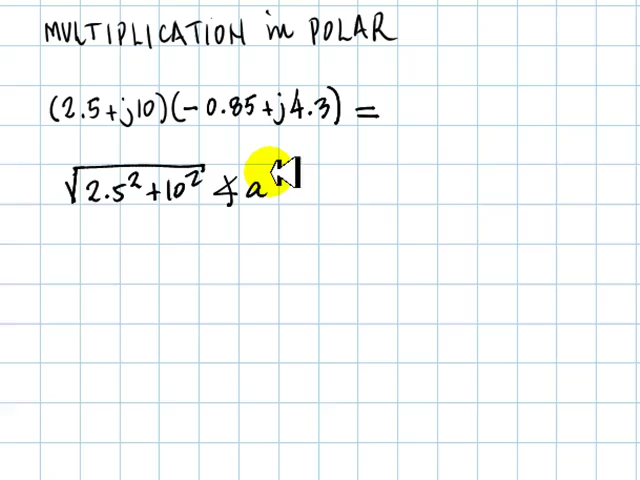 MULTIPLICATION in POLAR
(2.5+j10)(-0.85+j4.3) =
√2.5²+10² ∡ a